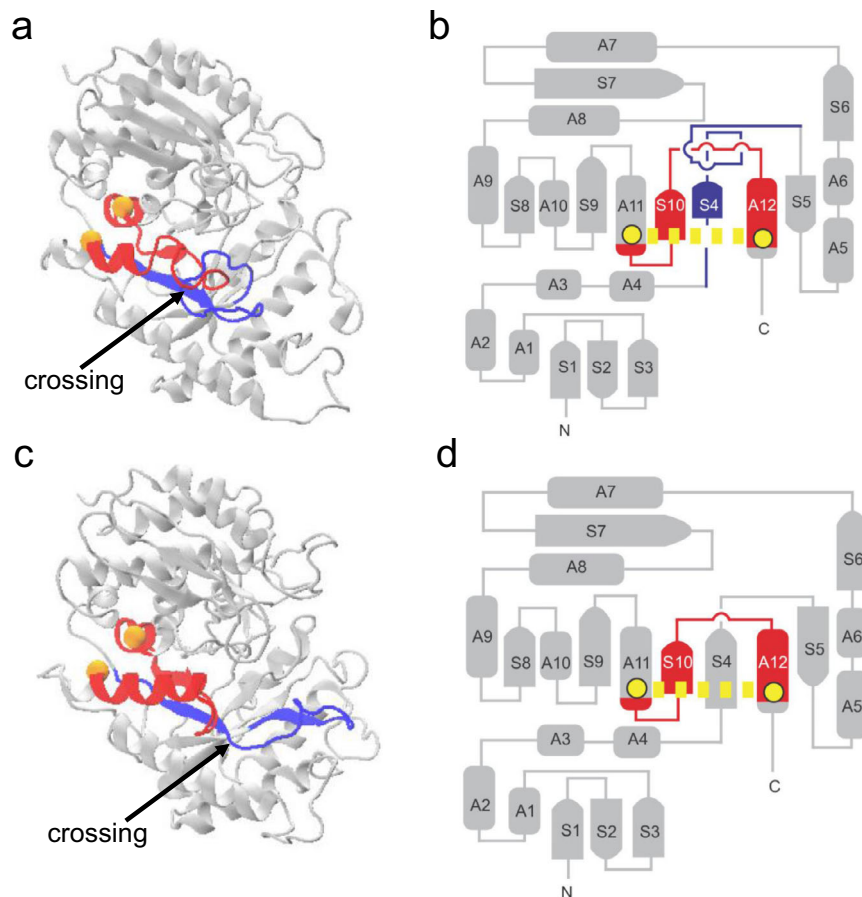 a
b
A7
S7
S6
A8
A9
S8
A10
S9
A11
S10
S4
A12
S5
A6
A5
A3
A4
A2
A1
S1
S2
S3
C
N
crossing
c
d
A7
S7
S6
A8
A9
S8
A10
S9
A11
S10
S4
A12
S5
A6
A5
A3
A4
A2
A1
S1
S2
S3
C
N
crossing